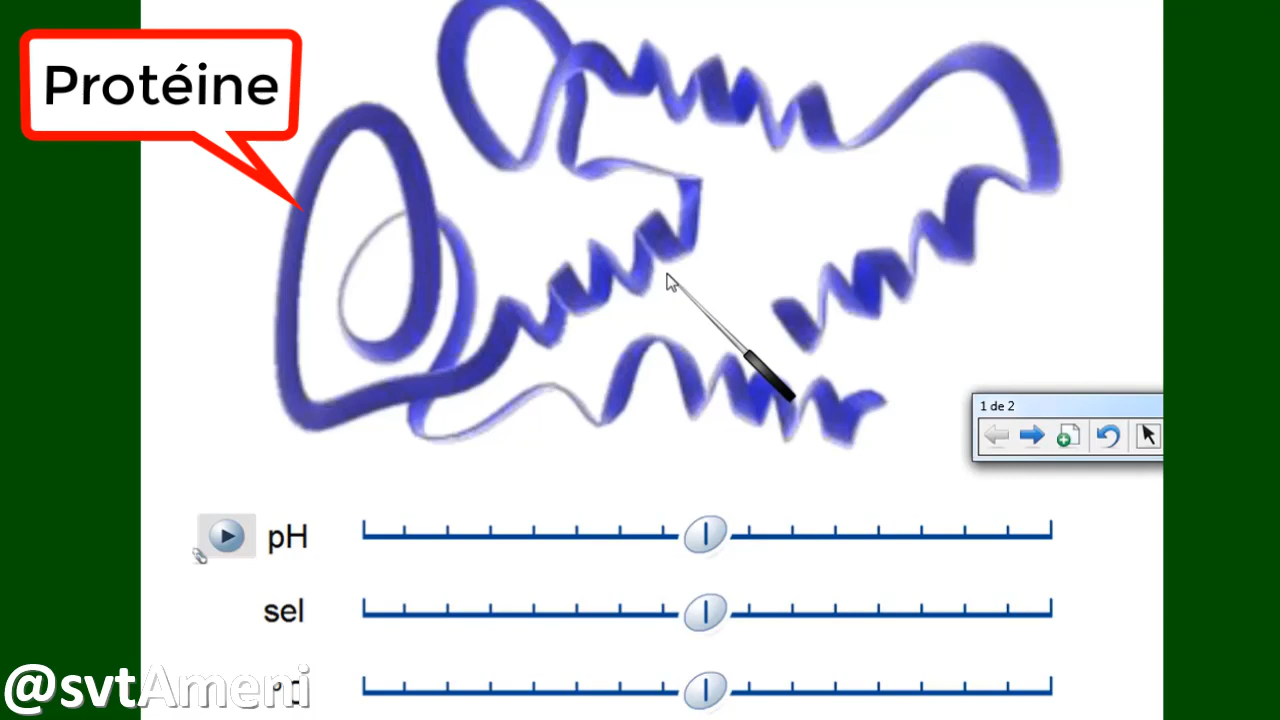 Protéine
1 de 2
pH
sel
@svtAmeni